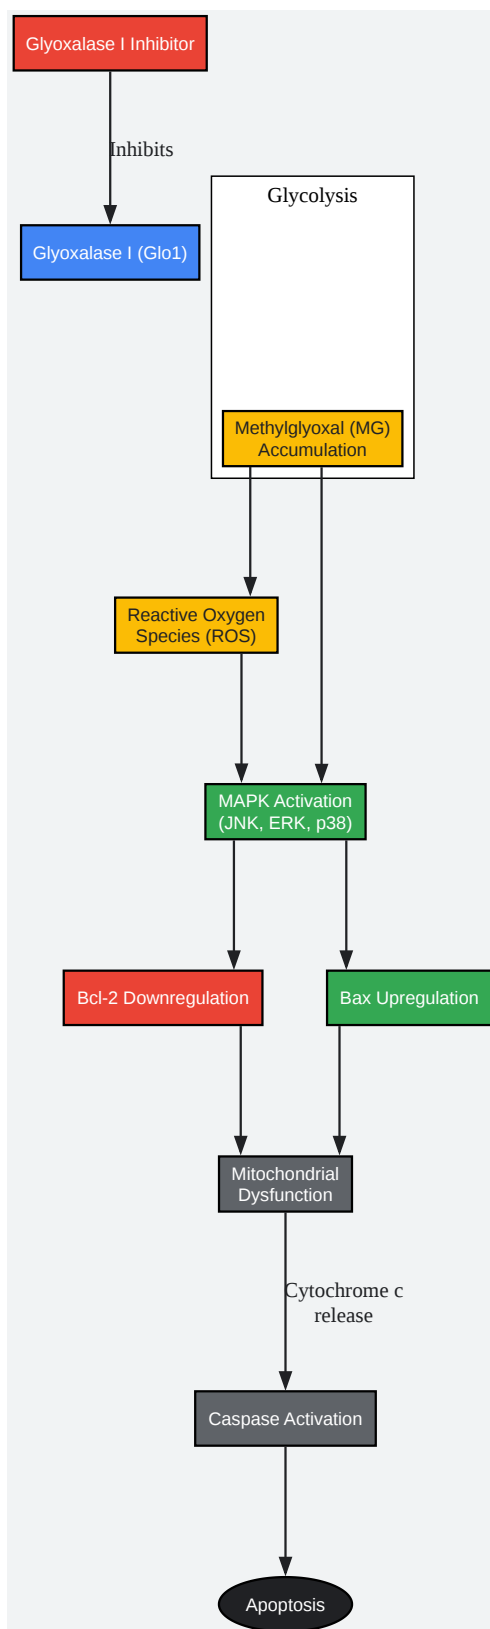 Glyoxalase I Inhibitor
Inhibits
Glycolysis
Glyoxalase I (Glo1)
Methylglyoxal (MG)
Accumulation
Reactive Oxygen
Species (ROS)
MAPK Activation
(JNK, ERK, p38)
Bcl-2 Downregulation
Bax Upregulation
Mitochondrial
Dysfunction
Cytochrome c
release
Caspase Activation
Apoptosis